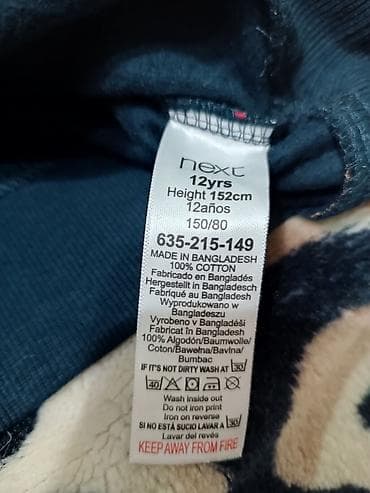 next
12yrs
Height 152cm
12años
150/80
635-215-149
MADE IN BANGLADESH
100% COTTON
Fabricado en Bangladés
Hergestellt in Bangladesch
Fabriqué au Bangladesh
Wyprodukowano w
Bangladeszu
Vyrobeno v Bangladéši
Fabricat în Bangladesh
100% Algodón/Baumwolle/
Coton/Bawełna/Bavlna/
Bumbac
IF IT'S NOT DIRTY WASH AT 30
40
Wash inside out
Do not iron print
Iron on reverse
SI NO ESTÁ SUCIO LAVAR A 30
Lavar del revés
KEEP AWAY FROM FIRE